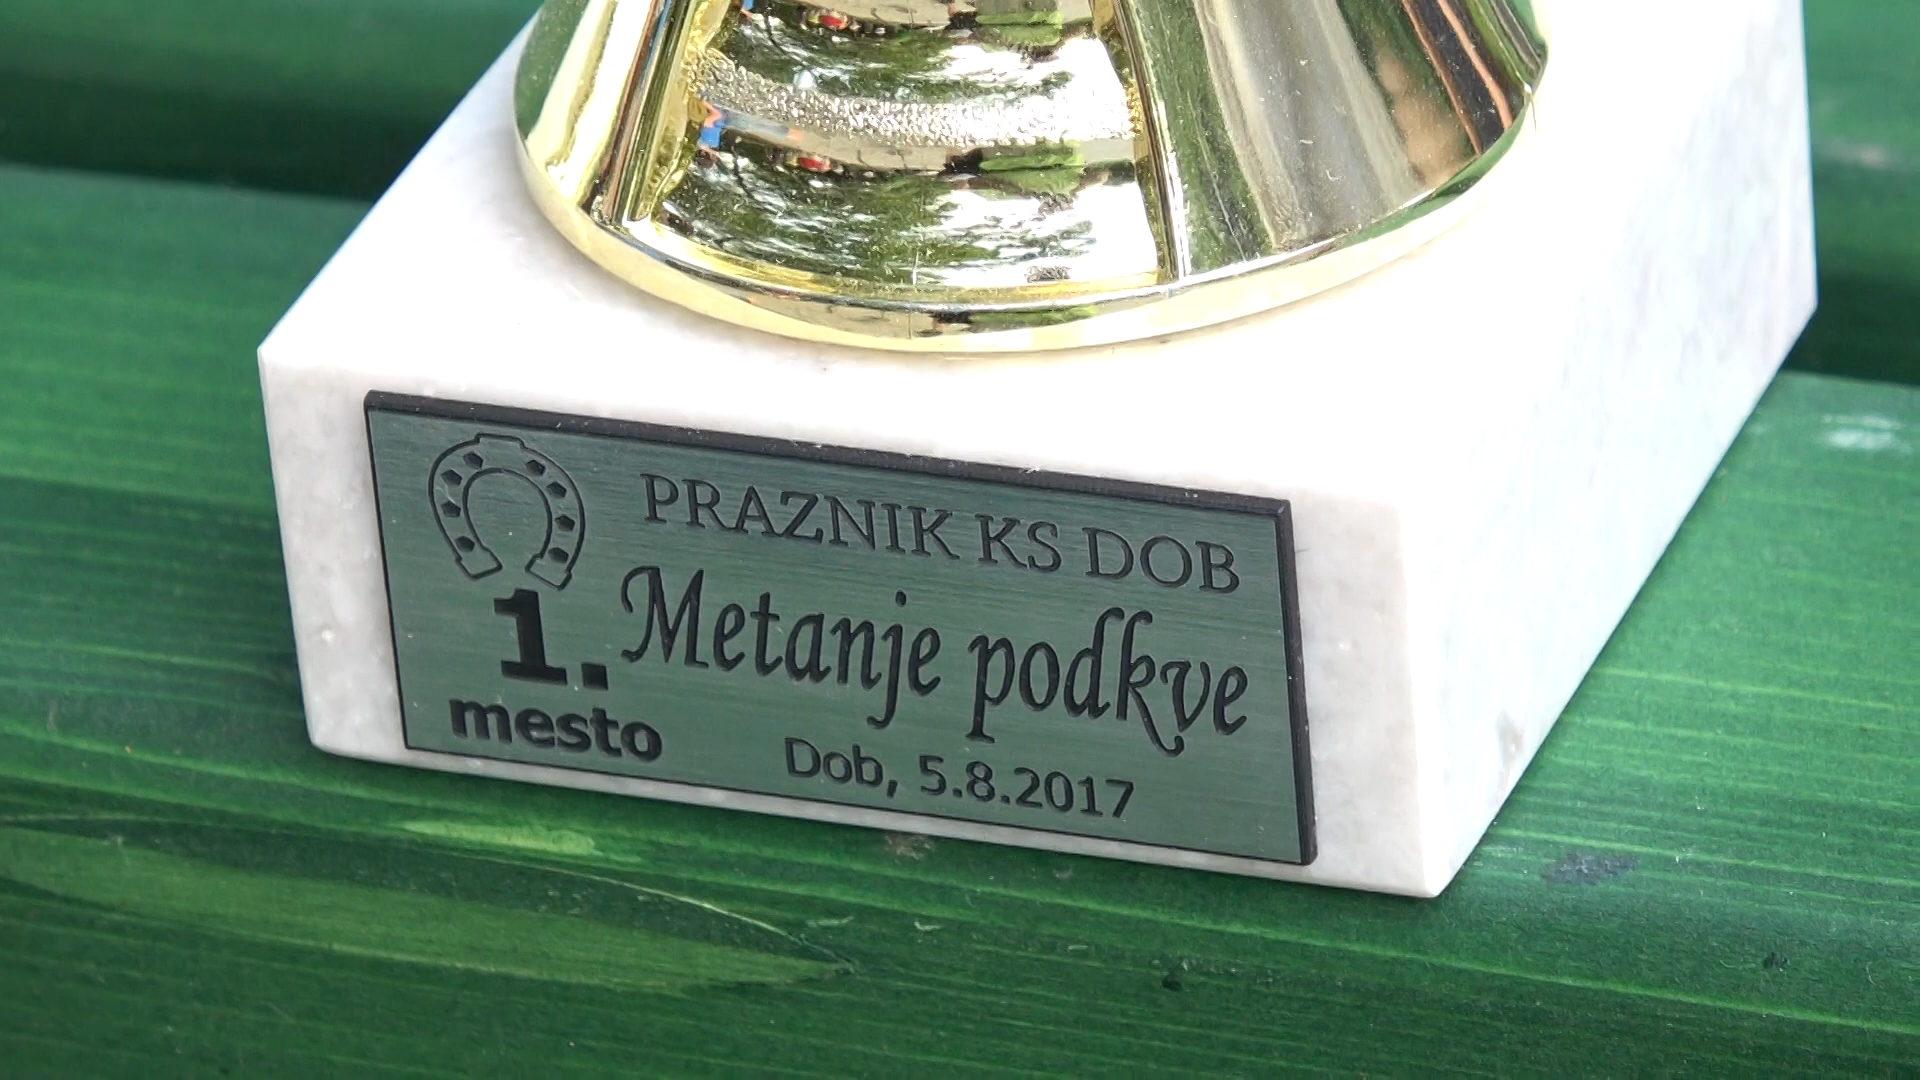 PRAZNIK KS DOB
Metanje podkve
1.
mesto
Dob, 5.8.2017